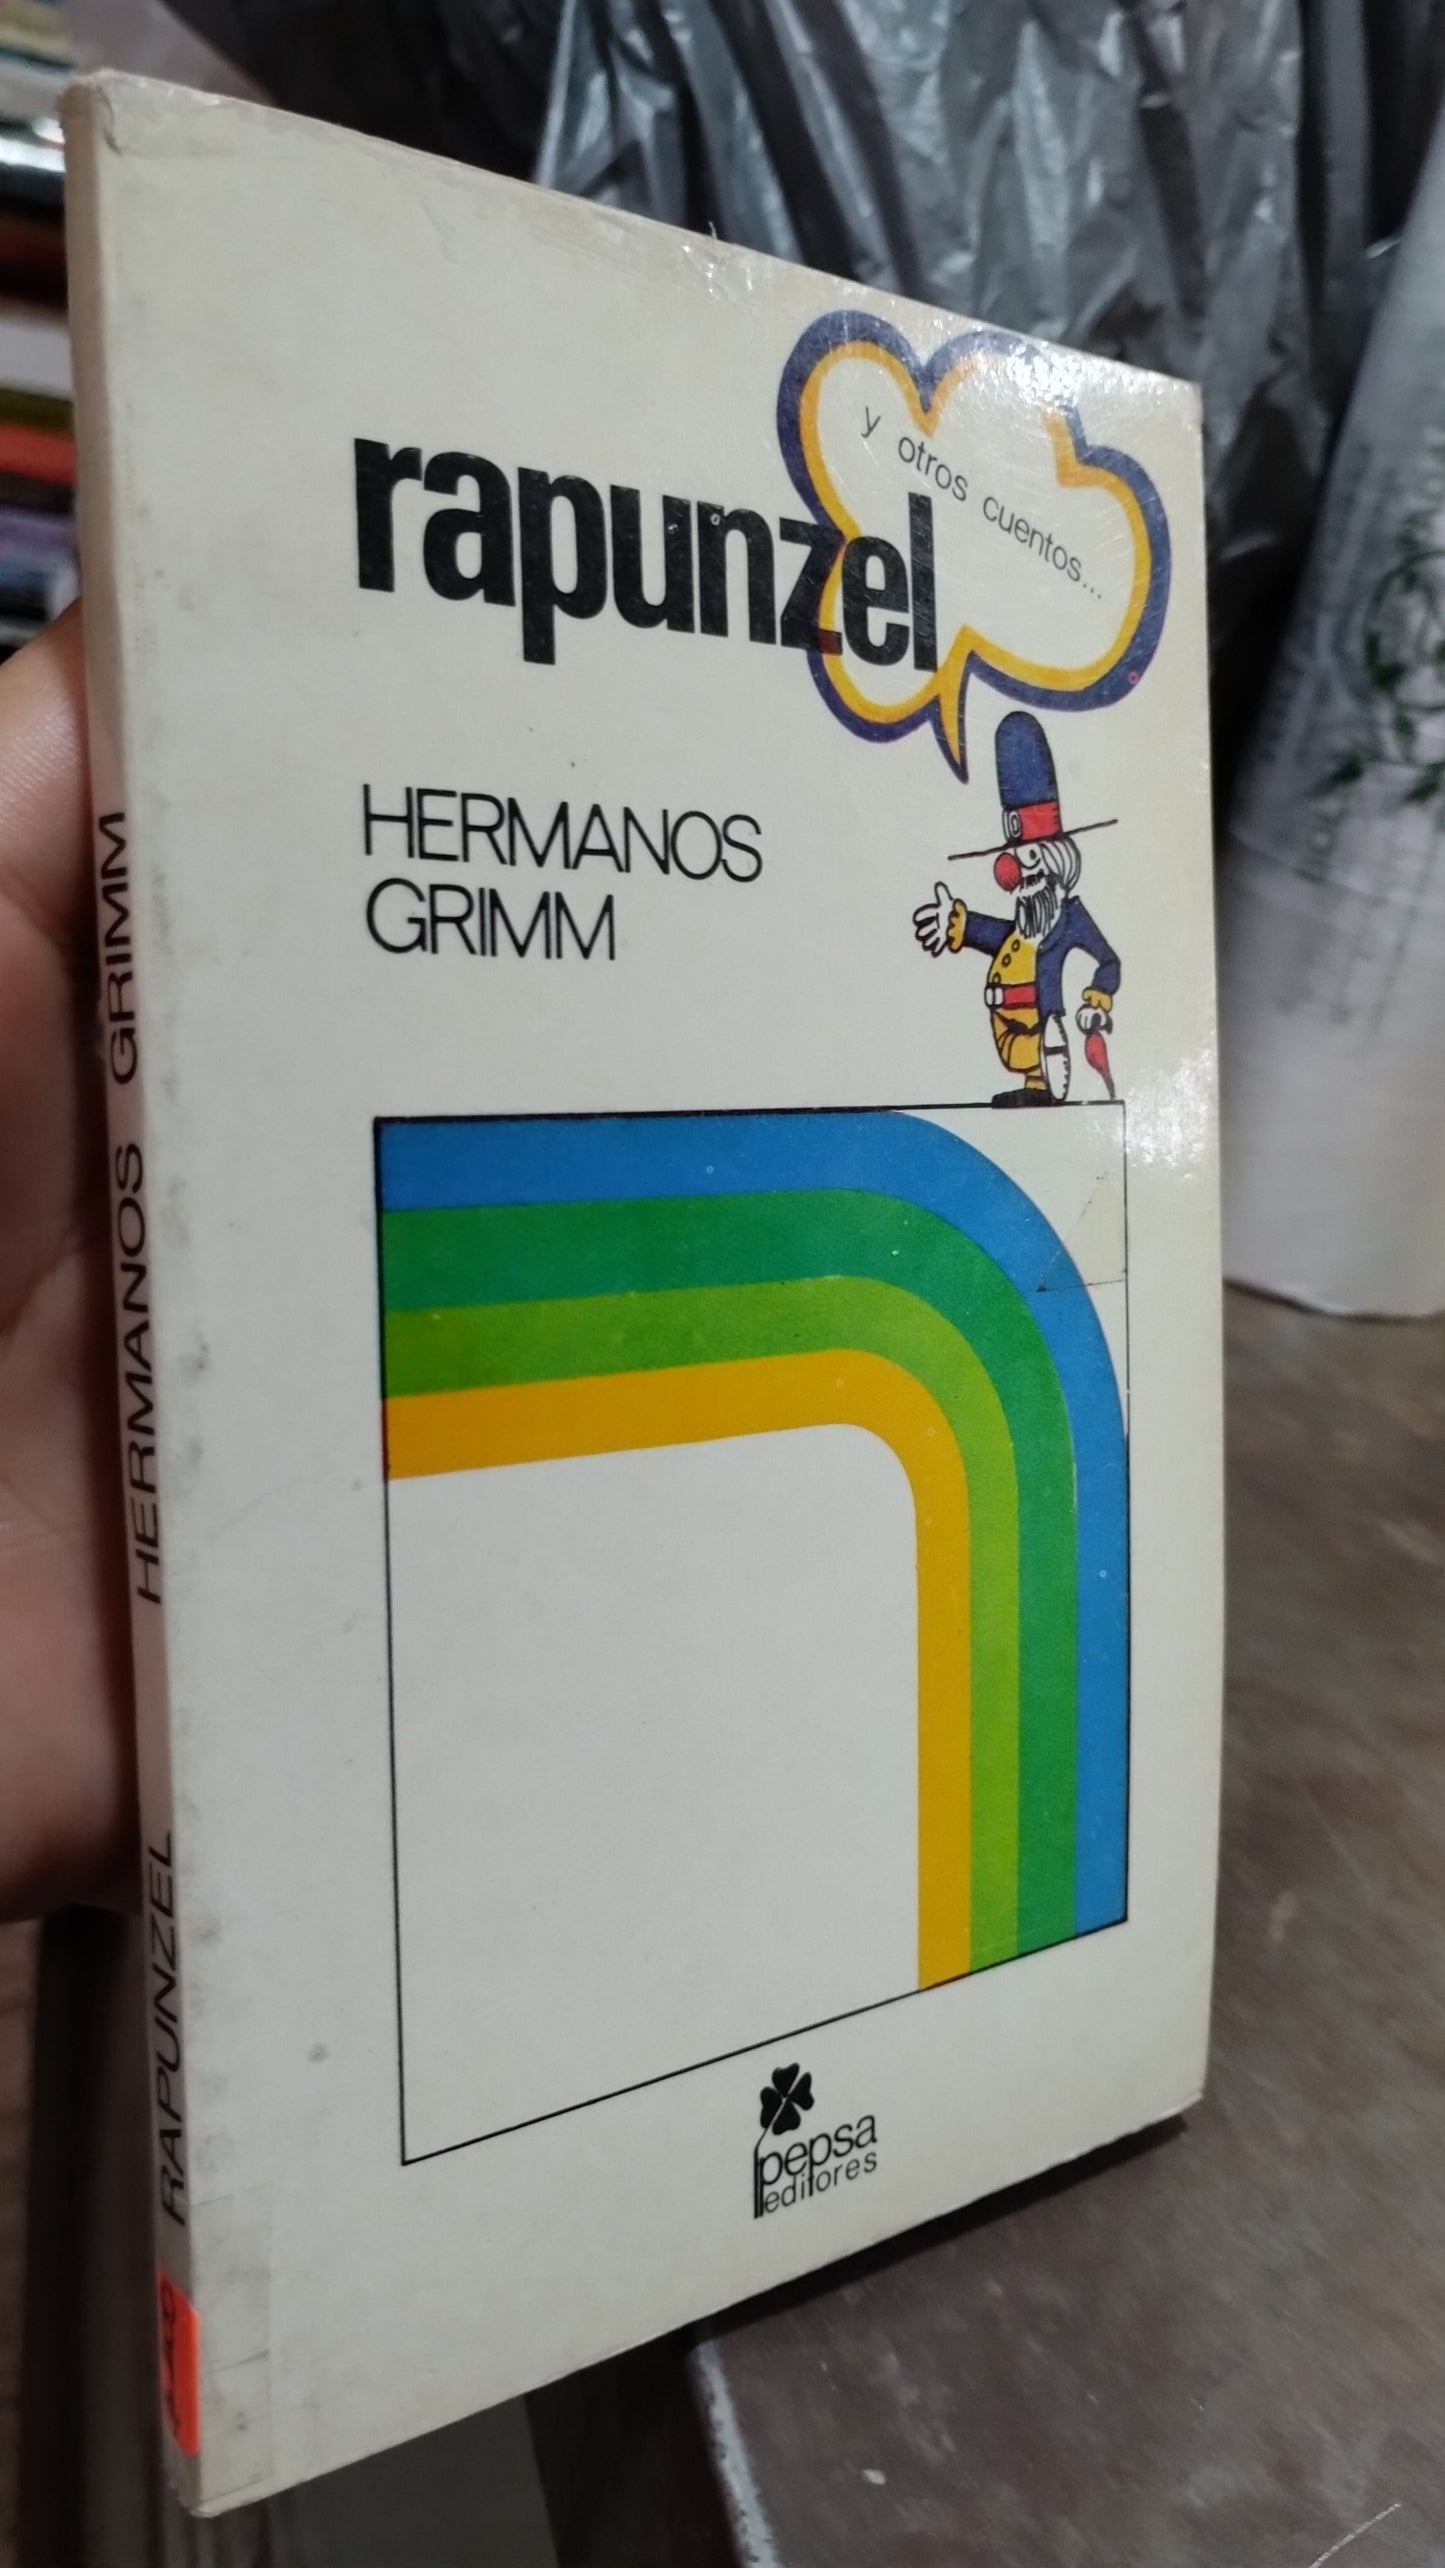 y otros cuentos...
rapunzel
HERMANOS
GRIMM
pepsa
editores
RAPUNZEL HERMANOS GRIMM